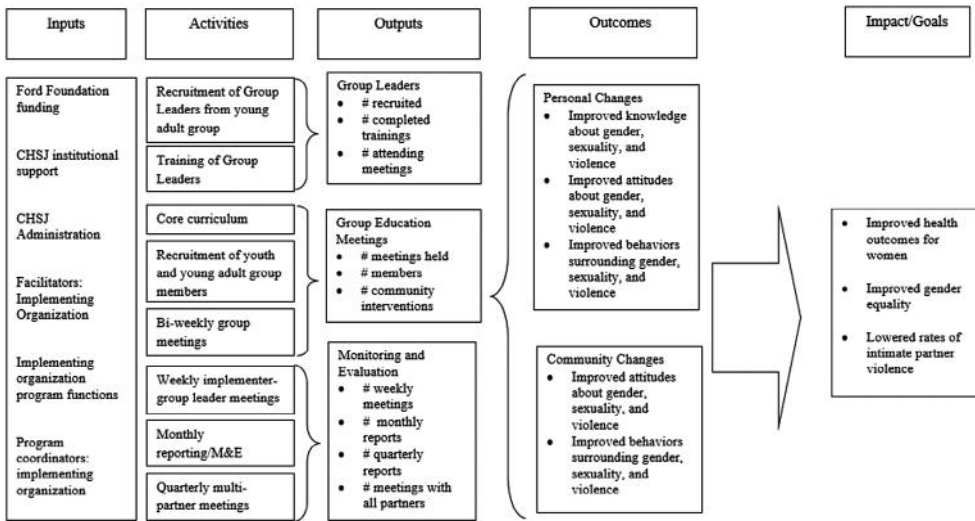 Inputs
Activities
Outputs
Outcomes
Impact/Goals
Ford Foundation
funding
CHSJ institutional
support
CHSJ
Administration
Facilitators:
Implementing
Organization
Implementing
organization
program functions
Program
coordinators:
implementing
organization
Recruitment of Group
Leaders from young
adult group
Training of Group
Leaders
Core curriculum
Recruitment of youth
and young adult group
members
Bi-weekly group
meetings
Weekly implementer-
group leader meetings
Monthly
reporting/M&E
Quarterly multi-
partner meetings
Group Leaders
• # recruited
• # completed
trainings
• # attending
meetings
Group Education
Meetings
• # meetings held
• # members
• # community
interventions
Monitoring and
Evaluation
• # weekly
meetings
• # monthly
reports
• # quarterly
reports
• # meetings with
all partners
Personal Changes
• Improved knowledge
about gender,
sexuality, and
violence
• Improved attitudes
about gender,
sexuality, and
violence
• Improved behaviors
surrounding gender,
sexuality, and
violence
Community Changes
• Improved attitudes
about gender,
sexuality, and
violence
• Improved behaviors
surrounding gender,
sexuality, and
violence
• Improved health
outcomes for
women
• Improved gender
equality
• Lowered rates of
intimate partner
violence